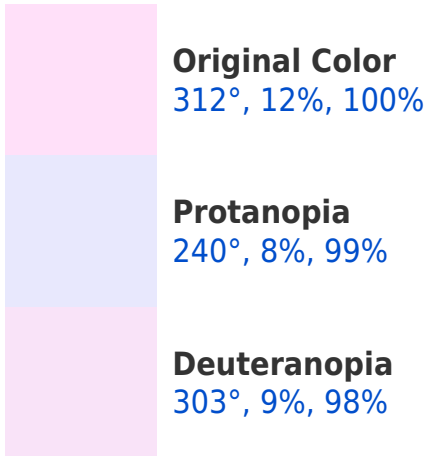 Original Color
312°, 12%, 100%
Protanopia
240°, 8%, 99%
Deuteranopia
303°, 9%, 98%